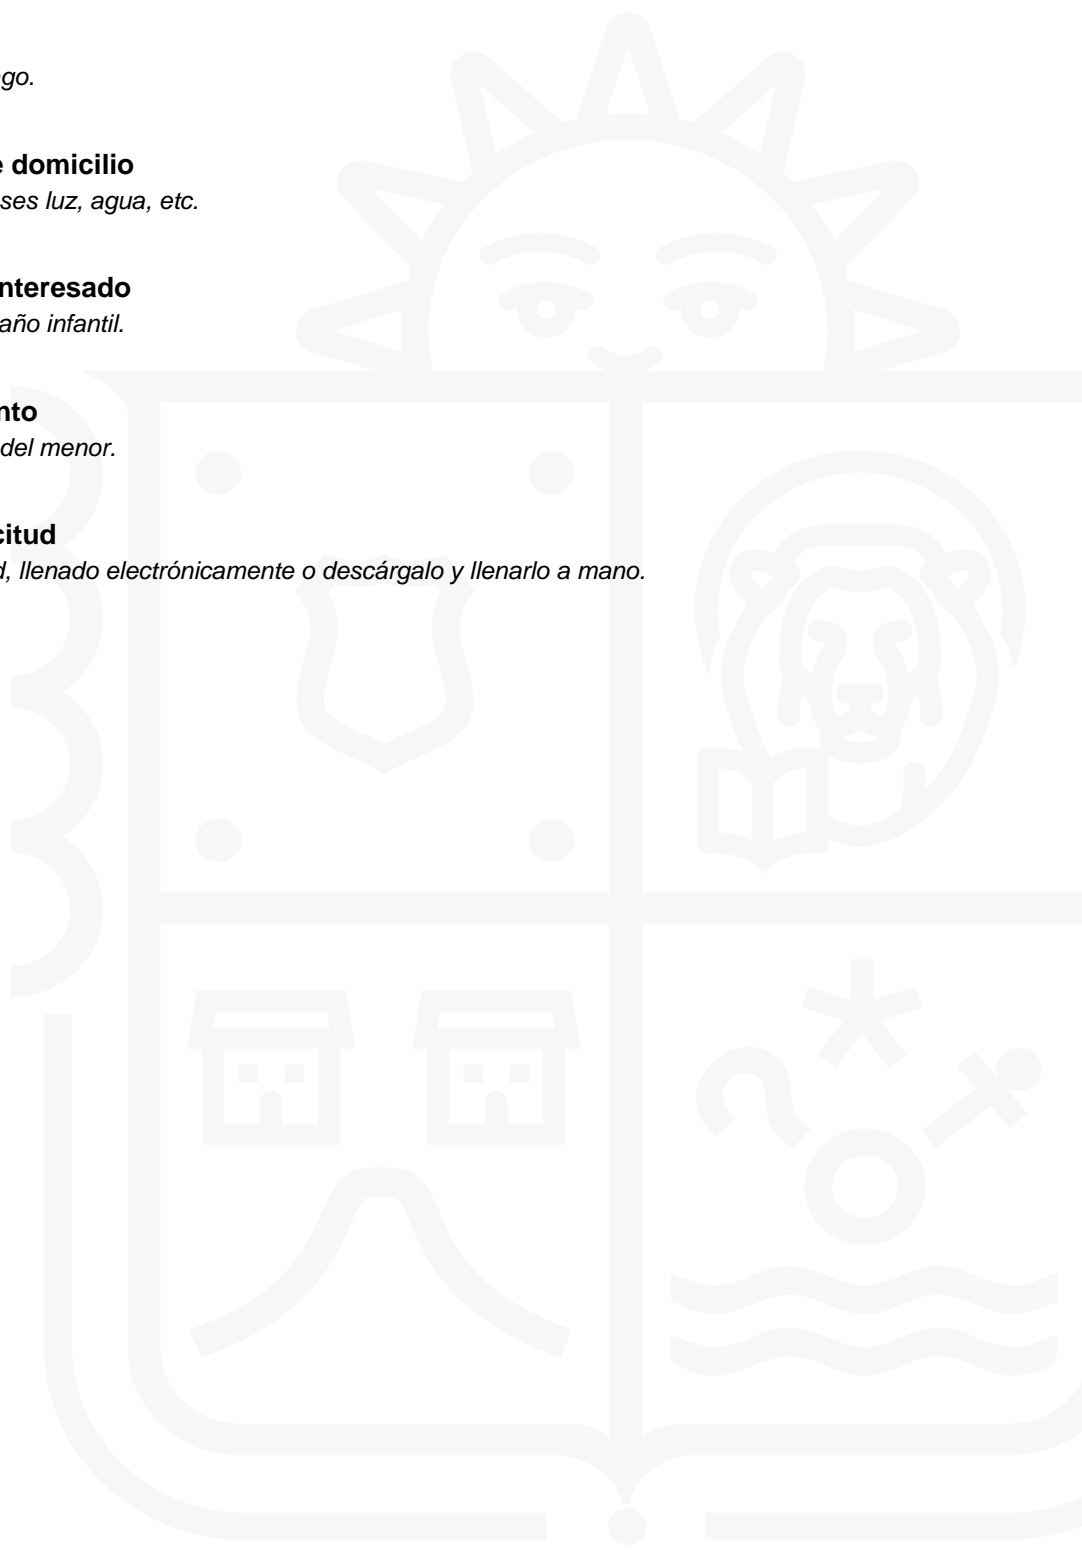 go.
domicilio
ses luz, agua, etc.
nteresado
año infantil.
nto
del menor.
citud
d, llenado electrónicamente o descárgalo y llenarlo a mano.